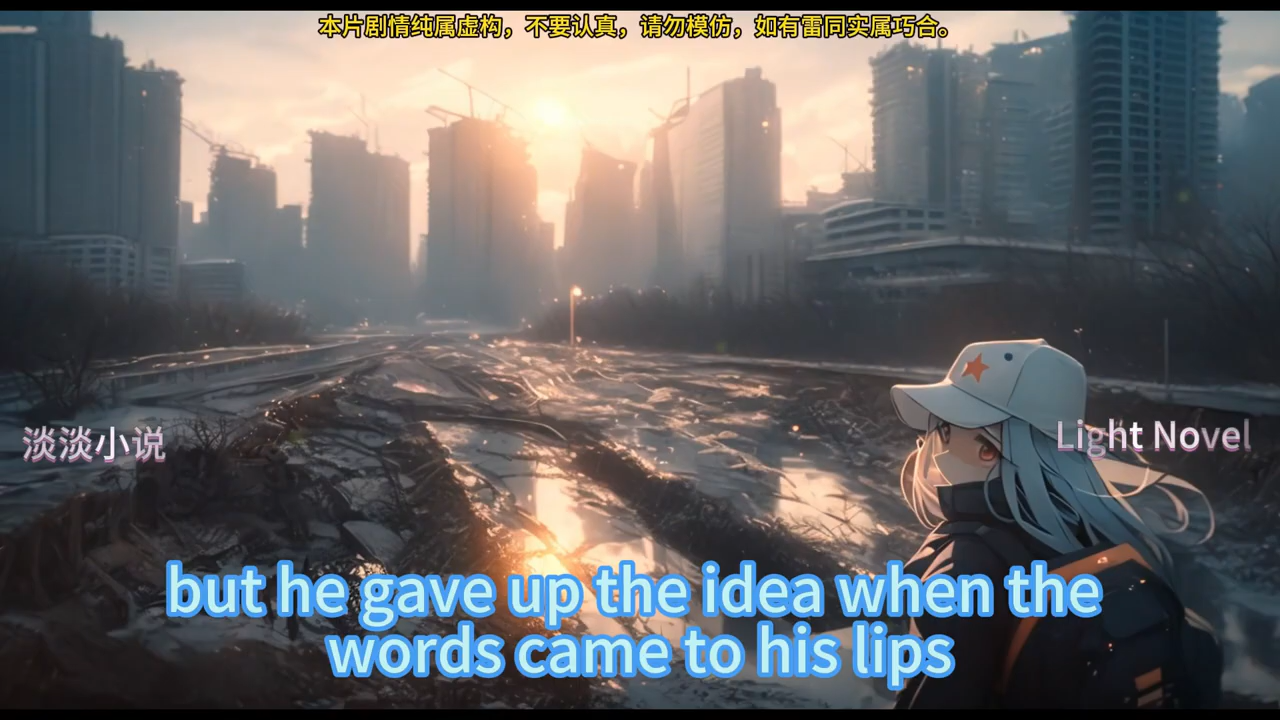 本片剧情纯属虚构，不要认真，请勿模仿，如有雷同实属巧合。
淡淡小说
Light Novel
but he gave up the idea when the
words came to his lips